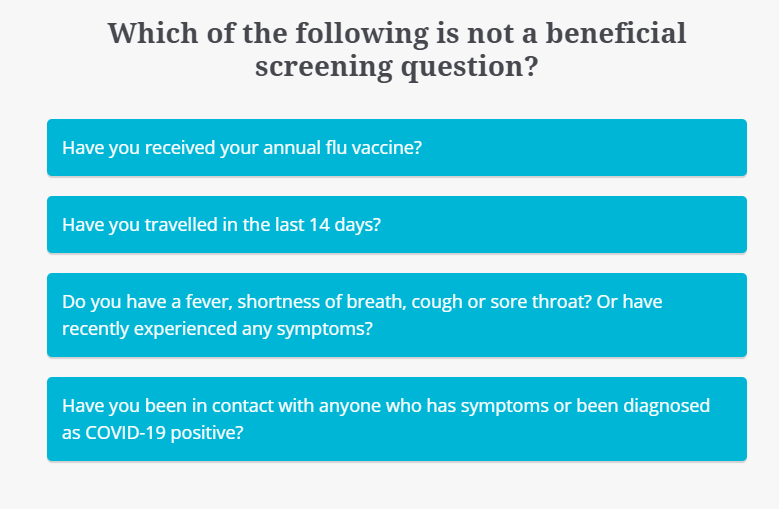 Which of the following is not a beneficial
screening question?
Have you received your annual flu vaccine?
Have you travelled in the last 14 days?
Do you have a fever, shortness of breath, cough or sore throat? Or have
recently experienced any symptoms?
Have you been in contact with anyone who has symptoms or been diagnosed
as COVID-19 positive?